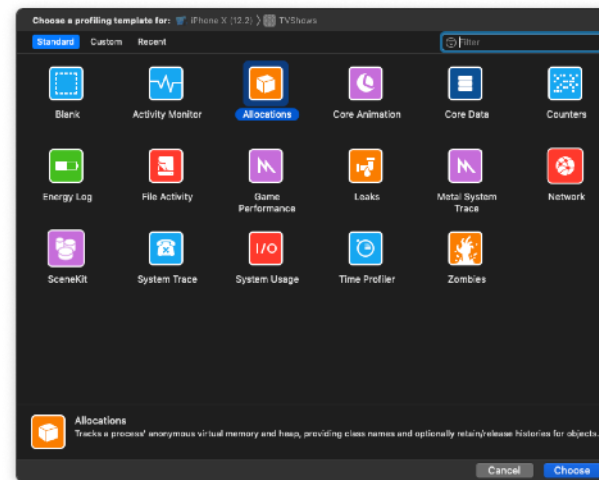 Choose a profiling template for: iPhone X (12.2) 〉 TVShows
Standard Custom Recent Filter
Blank Activity Monitor Allocations Core Animation Core Data Counters
Energy Log File Activity Game Performance Leaks Metal System Trace Network
SceneKit System Trace I/O System Usage Time Profiler Zombies
Allocations
Tracks a process' anonymous virtual memory and heap, providing class names and optionally retain/release histories for objects.
Cancel Choose